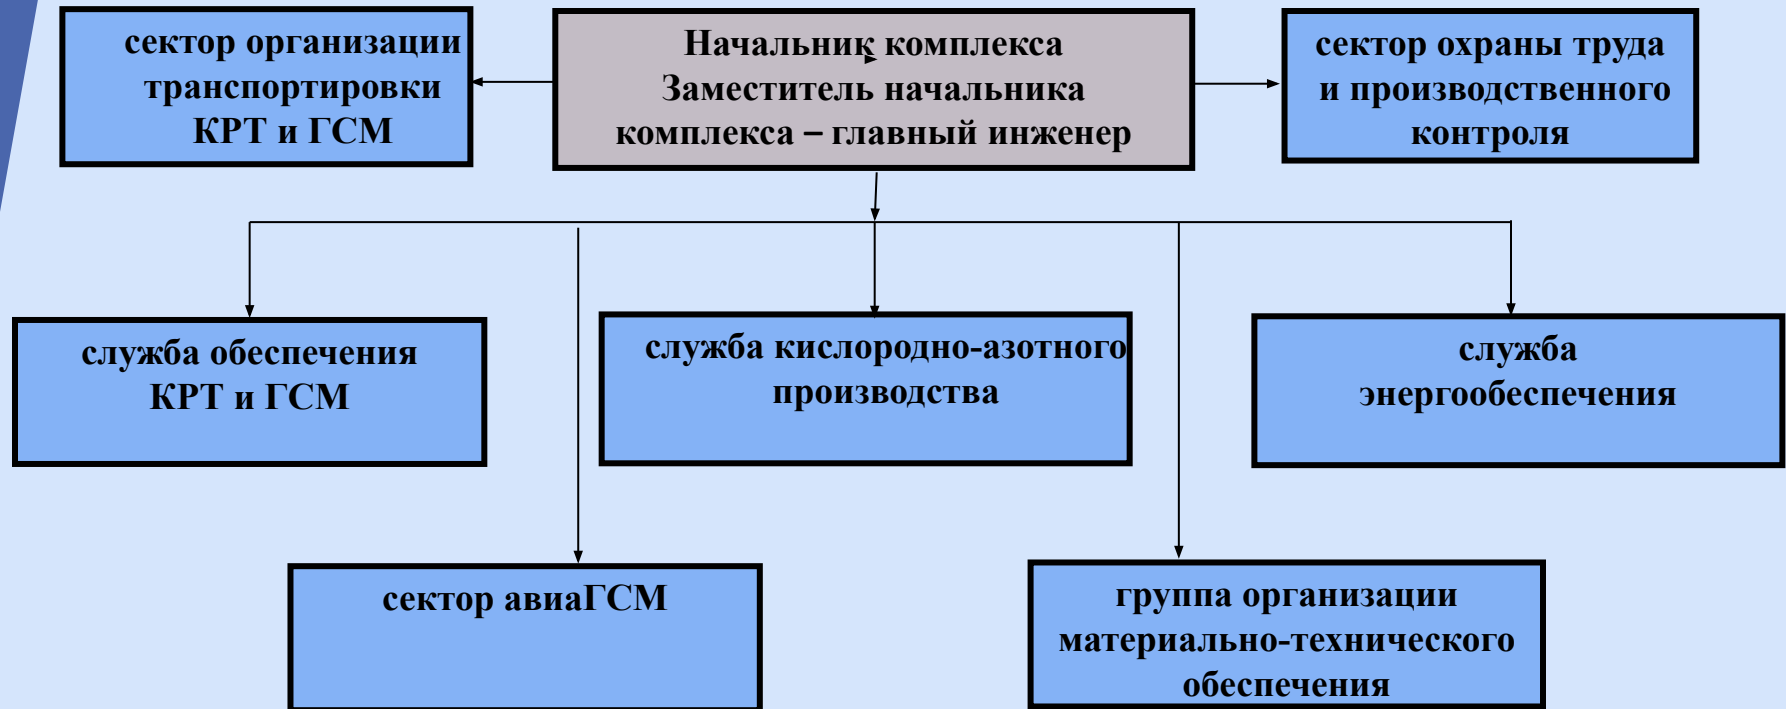 сектор организации
транспортировки
КРТ и ГСМ
Начальник комплекса
Заместитель начальника
комплекса – главный инженер
сектор охраны труда
и производственного
контроля
служба обеспечения
КРТ и ГСМ
служба кислородно-азотного
производства
служба
энергообеспечения
сектор авиаГСМ
группа организации
материально-технического
обеспечения